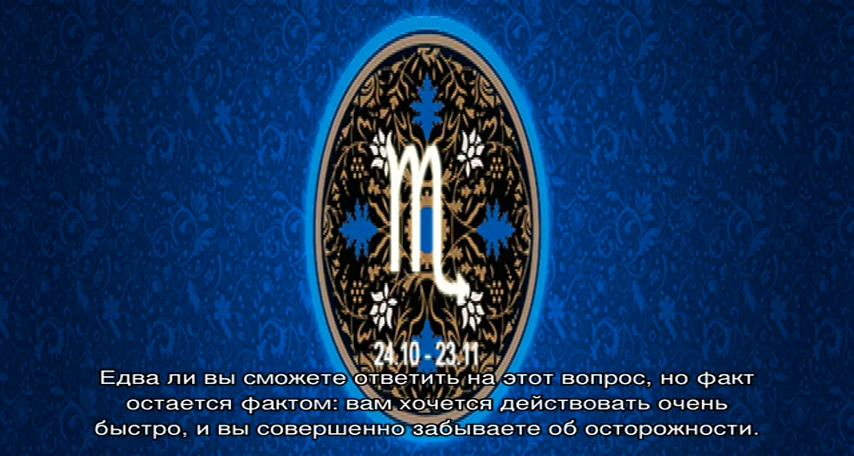 24.10 - 23.11
Едва ли вы сможете ответить на этот вопрос, но факт
остается фактом: вам хочется действовать очень
быстро, и вы совершенно забываете об осторожности.